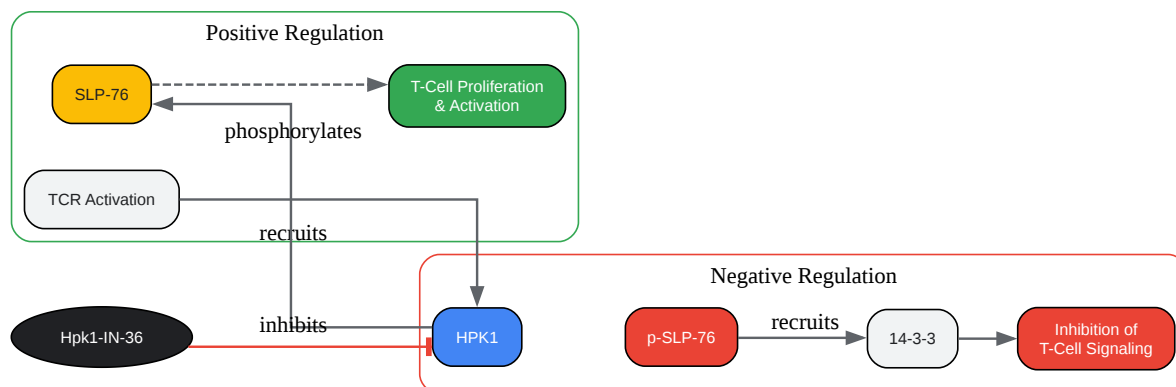 Positive Regulation
SLP-76
T-Cell Proliferation
& Activation
phosphorylates
TCR Activation
recruits
Negative Regulation
Hpk1-IN-36
inhibits
HPK1
p-SLP-76
recruits
14-3-3
Inhibition of
T-Cell Signaling